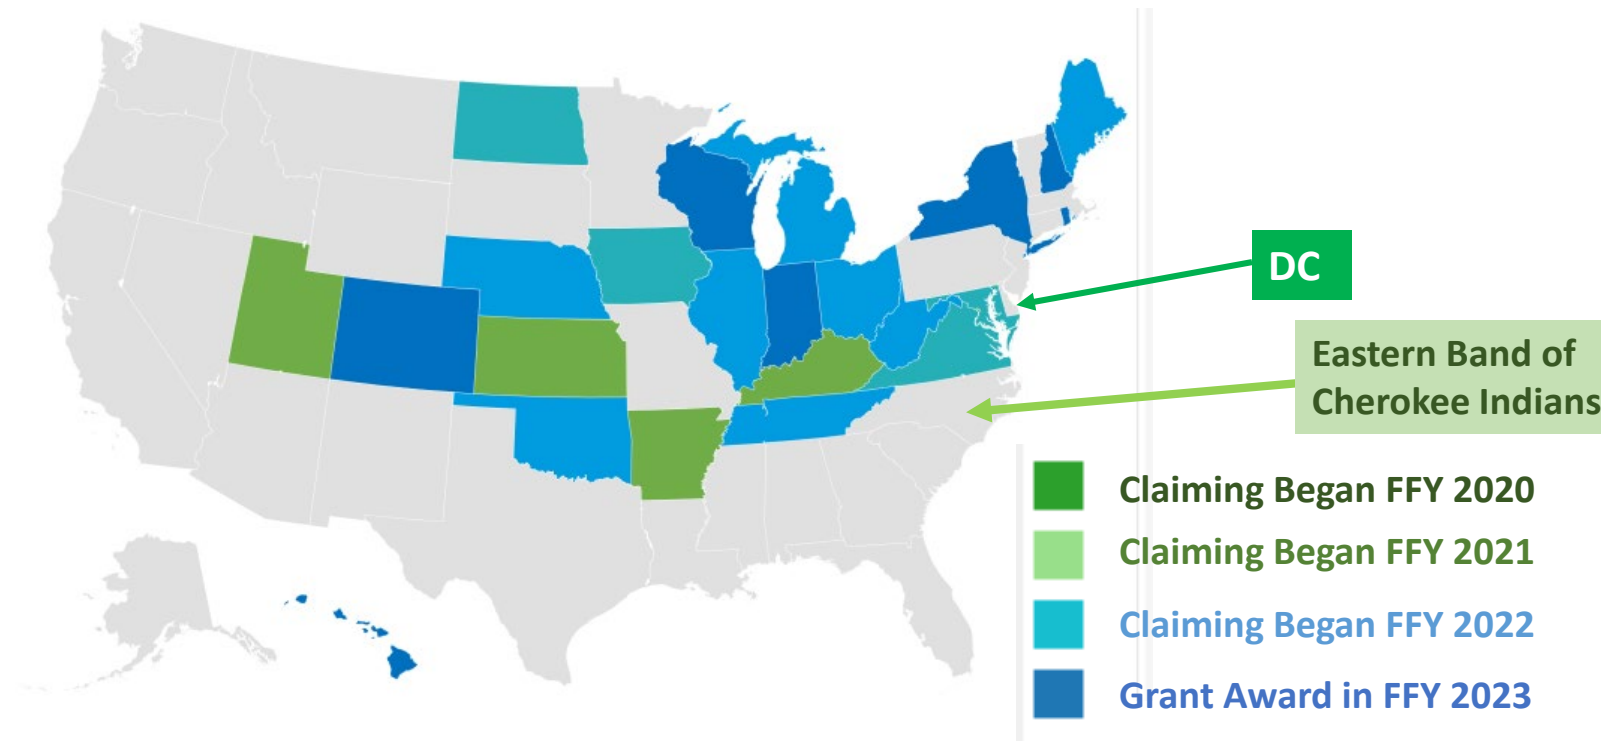 DC
Eastern Band of
Cherokee Indians
Claiming Began FFY 2020
Claiming Began FFY 2021
Claiming Began FFY 2022
Grant Award in FFY 2023